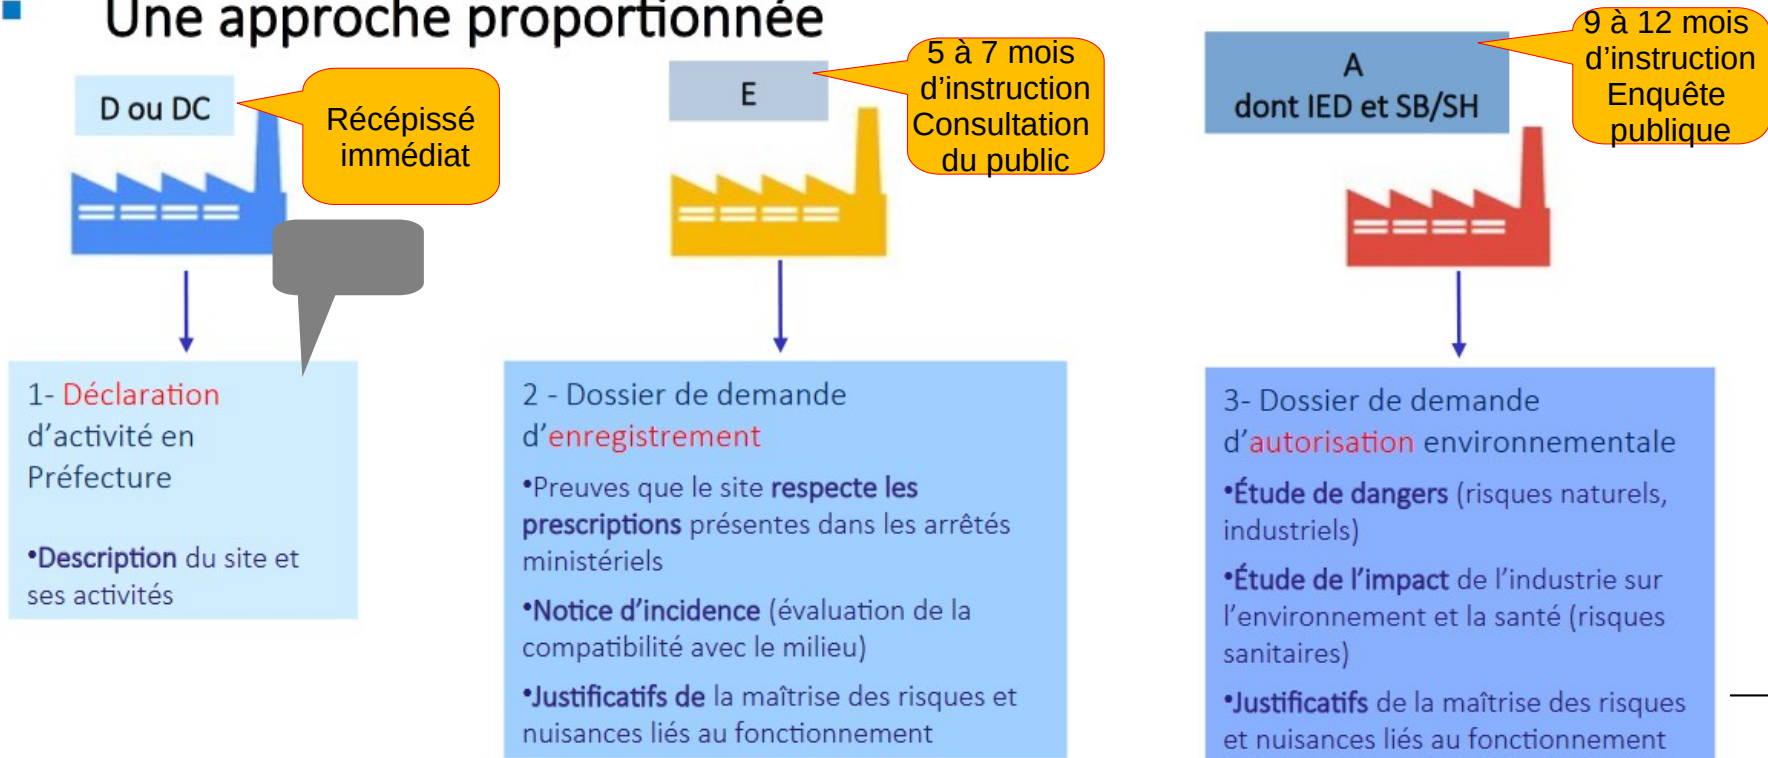 Une approche proportionnée
D ou DC
Récépissé
immédiat
1- Déclaration
d’activité en
Préfecture
•Description du site et
ses activités
E
5 à 7 mois
d’instruction
Consultation
du public
2 - Dossier de demande
d’enregistrement
•Preuves que le site respecte les
prescriptions présentes dans les arrêtés
ministériels
•Notice d’incidence (évaluation de la
compatibilité avec le milieu)
•Justificatifs de la maîtrise des risques et
nuisances liés au fonctionnement
A
dont IED et SB/SH
9 à 12 mois
d’instruction
Enquête
publique
3- Dossier de demande
d’autorisation environnementale
•Étude de dangers (risques naturels,
industriels)
•Étude de l’impact de l’industrie sur
l’environnement et la santé (risques
sanitaires)
•Justificatifs de la maîtrise des risques
et nuisances liés au fonctionnement